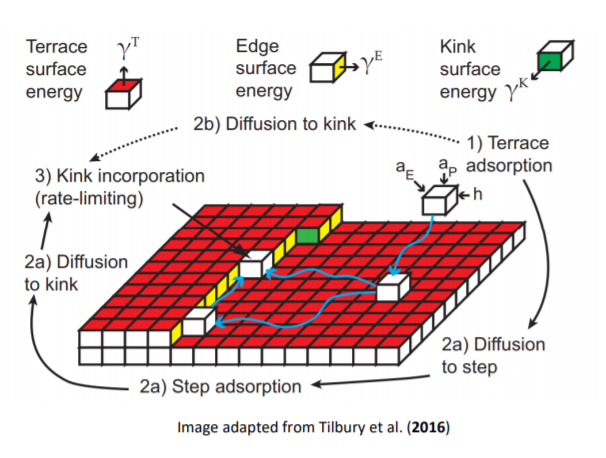 Terrace surface energy γᵀ
Edge surface energy γᴱ
Kink surface energy γᴷ
2b) Diffusion to kink
1) Terrace adsorption
3) Kink incorporation
(rate-limiting)
a_E
a_P
h
2a) Diffusion
to kink
2a) Diffusion
to step
2a) Step adsorption
Image adapted from Tilbury et al. (2016)